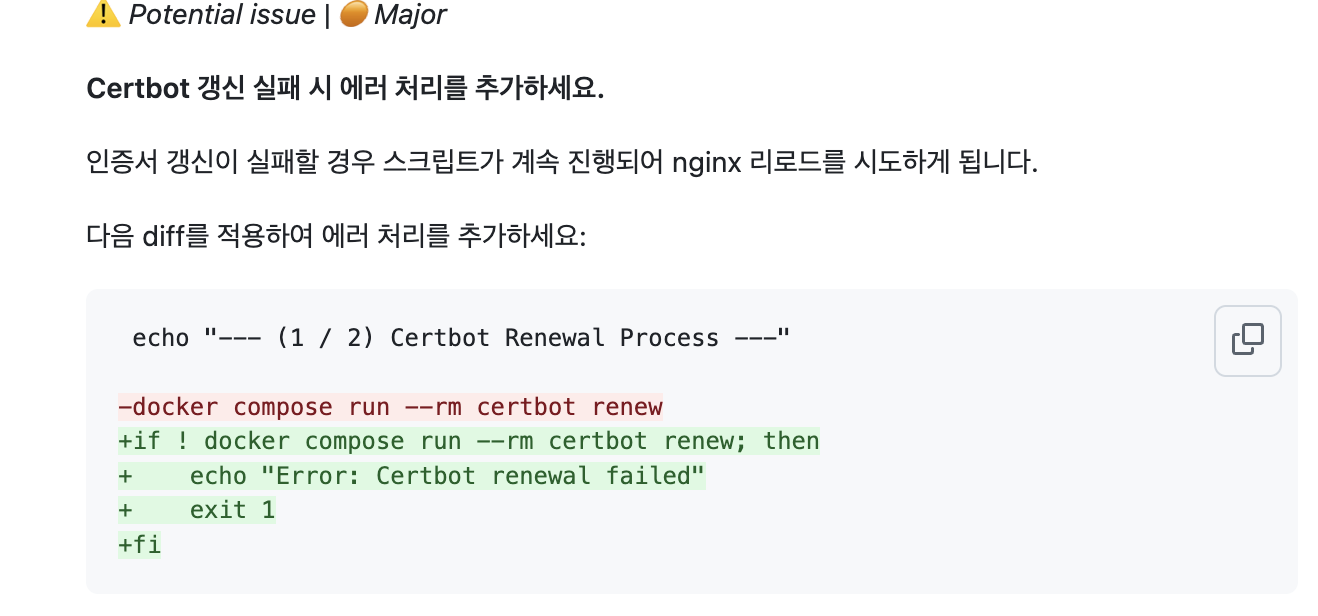 ⚠️ Potential issue | 🟠 Major
Certbot 갱신 실패 시 에러 처리를 추가하세요.
인증서 갱신이 실패할 경우 스크립트가 계속 진행되어 nginx 리로드를 시도하게 됩니다.
다음 diff를 적용하여 에러 처리를 추가하세요:
 echo "--- (1 / 2) Certbot Renewal Process ---"
-docker compose run --rm certbot renew
+if ! docker compose run --rm certbot renew; then
+    echo "Error: Certbot renewal failed"
+    exit 1
+fi